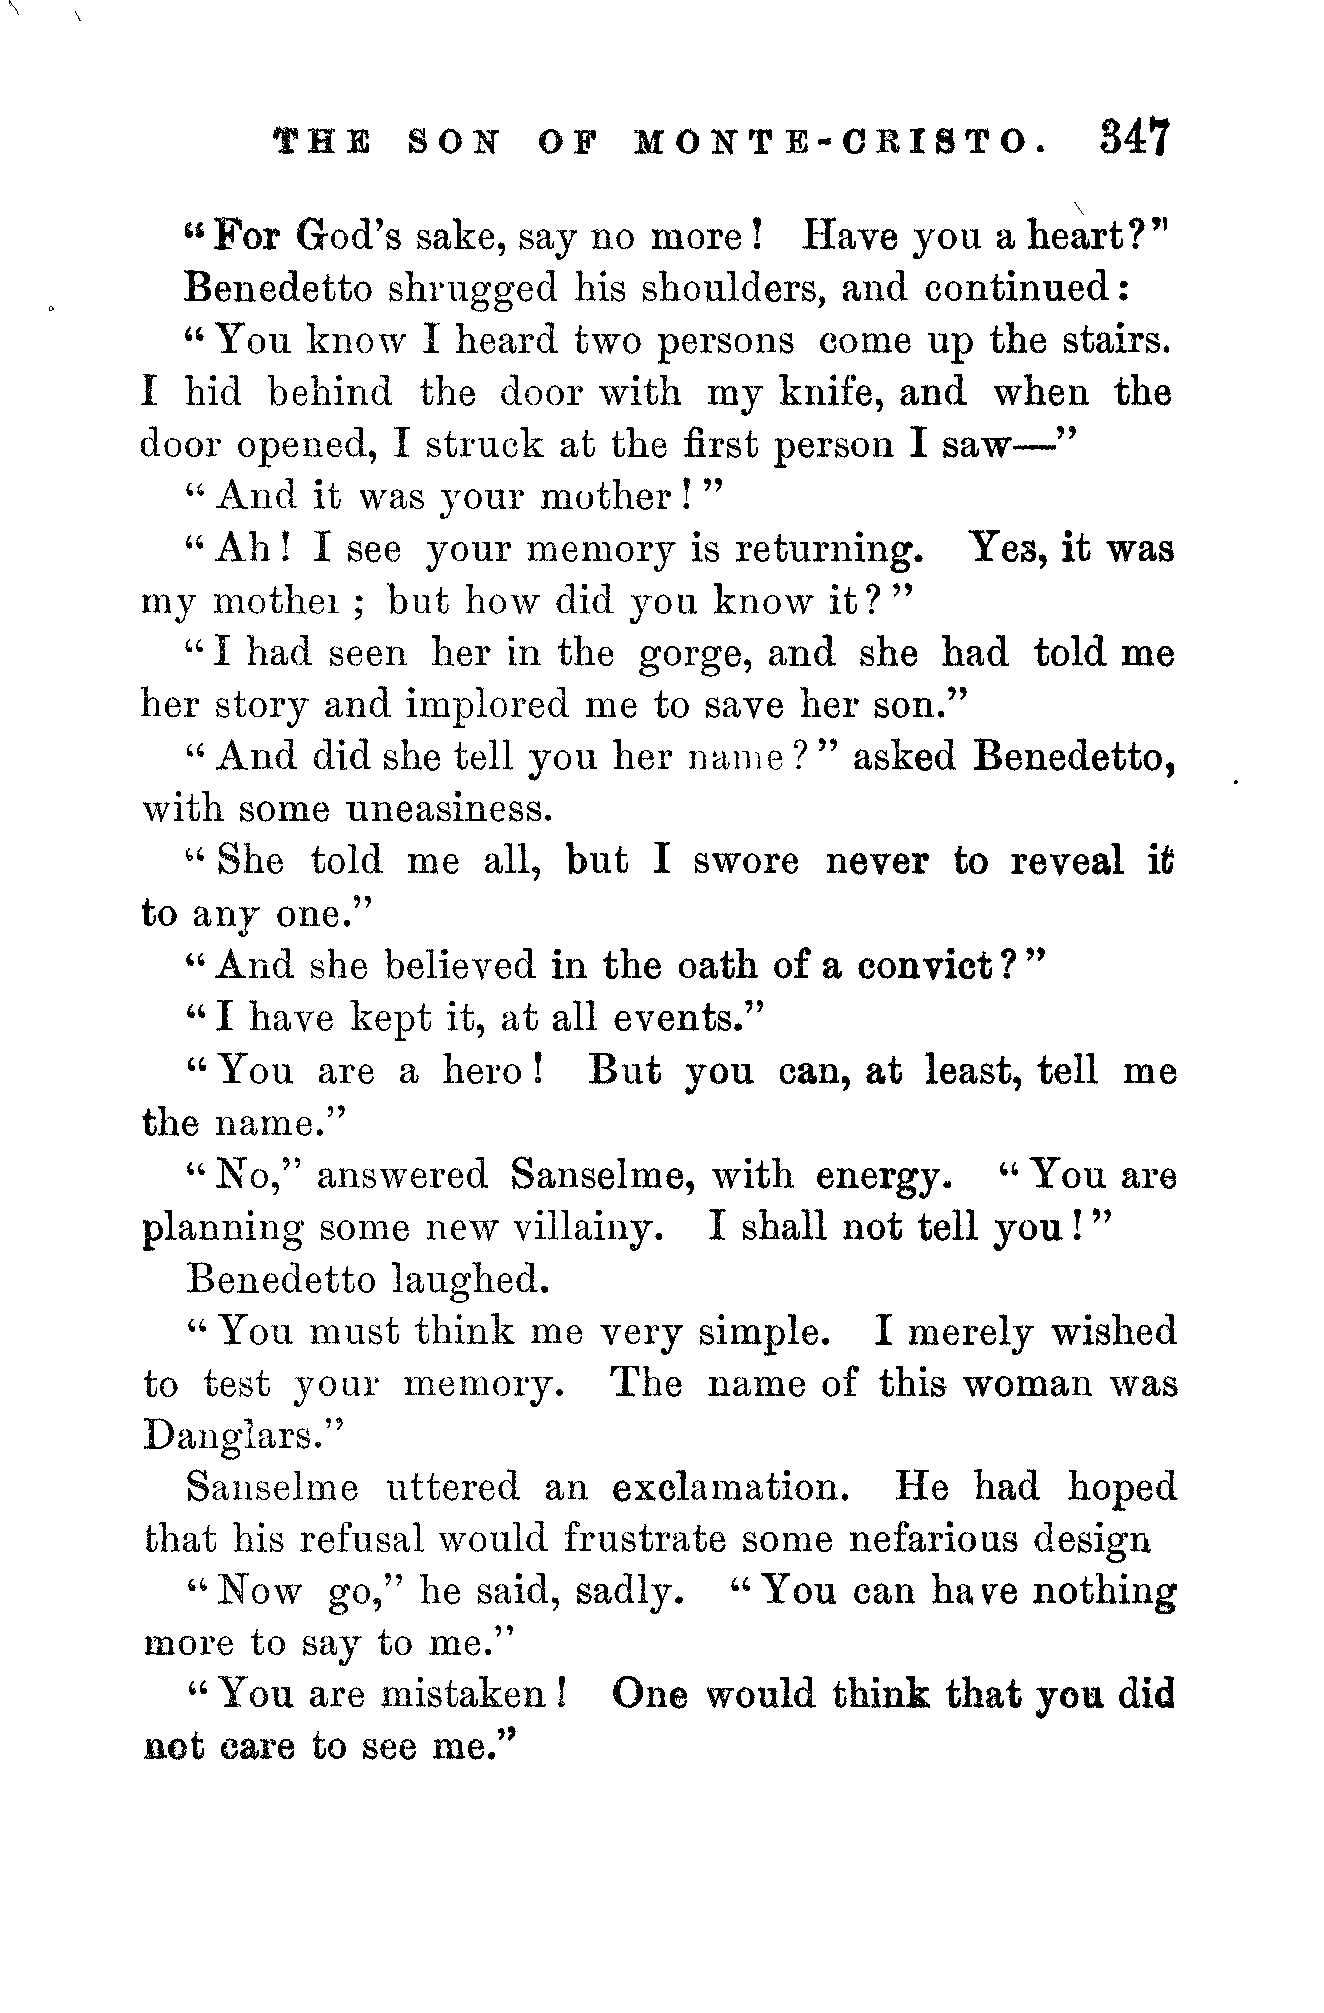 THE SON OF MONTE-CRISTO. 347
“For God's sake, say no more! Have you a heart?”
Benedetto shrugged his shoulders, and continued:
“You know I heard two persons come up the stairs.
I hid behind the door with my knife, and when the
door opened, I struck at the first person I saw—”
“And it was your mother!”
“Ah! I see your memory is returning. Yes, it was
my mother; but how did you know it?”
“I had seen her in the gorge, and she had told me
her story and implored me to save her son.”
“And did she tell you her name?” asked Benedetto,
with some uneasiness.
“She told me all, but I swore never to reveal it
to any one.”
“And she believed in the oath of a convict?”
“I have kept it, at all events.”
“You are a hero! But you can, at least, tell me
the name.”
“No,” answered Sanselme, with energy. “You are
planning some new villainy. I shall not tell you!”
Benedetto laughed.
“You must think me very simple. I merely wished
to test your memory. The name of this woman was
Danglars.”
Sanselme uttered an exclamation. He had hoped
that his refusal would frustrate some nefarious design
“Now go,” he said, sadly. “You can have nothing
more to say to me.”
“You are mistaken! One would think that you did
not care to see me.”